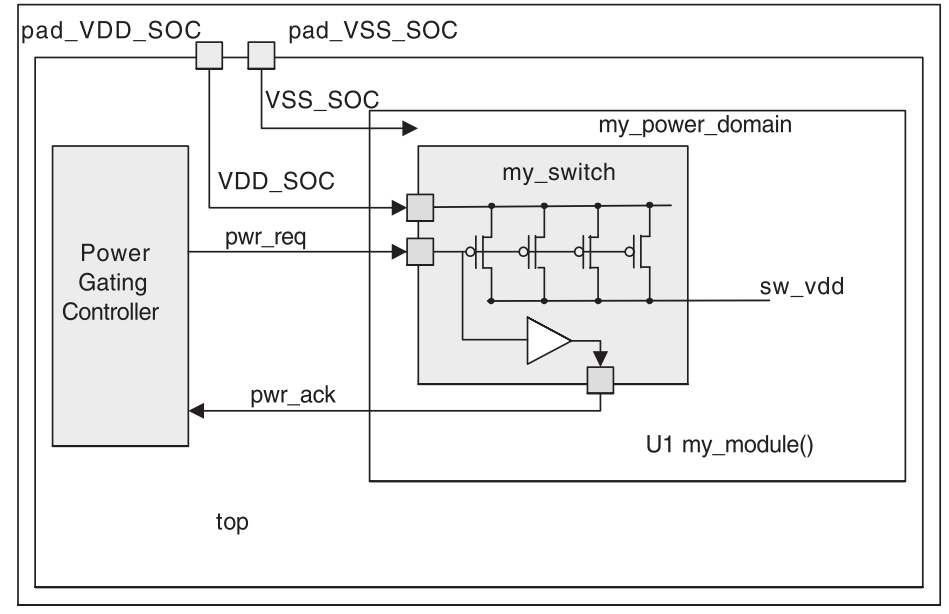 pad_VDD_SOC
pad_VSS_SOC
VSS_SOC
my_power_domain
my_switch
VDD_SOC
pwr_req
Power
Gating
Controller
sw_vdd
pwr_ack
U1 my_module()
top